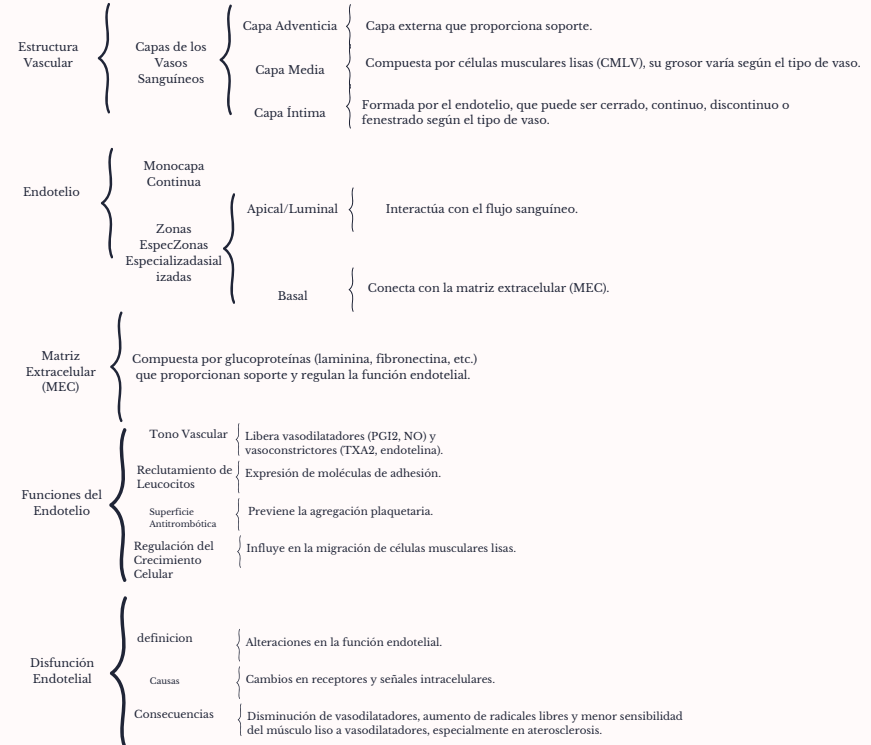 Estructura
Vascular
Capas de los
Vasos
Sanguíneos
Capa Adventicia
Capa externa que proporciona soporte.
Capa Media
Compuesta por células musculares lisas (CMLV), su grosor varía según el tipo de vaso.
Capa Íntima
Formada por el endotelio, que puede ser cerrado, continuo, discontinuo o
fenestrado según el tipo de vaso.
Endotelio
Monocapa
Continua
Zonas
EspecZonas
Especializadasial
izadas
Apical/Luminal
Interactúa con el flujo sanguíneo.
Basal
Conecta con la matriz extracelular (MEC).
Matriz
Extracelular
(MEC)
Compuesta por glucoproteínas (laminina, fibronectina, etc.)
que proporcionan soporte y regulan la función endotelial.
Funciones del
Endotelio
Tono Vascular
Libera vasodilatadores (PGI2, NO) y
vasoconstrictores (TXA2, endotelina).
Reclutamiento de
Leucocitos
Expresión de moléculas de adhesión.
Superficie
Antitrombótica
Previene la agregación plaquetaria.
Regulación del
Crecimiento
Celular
Influye en la migración de células musculares lisas.
Disfunción
Endotelial
definicion
Alteraciones en la función endotelial.
Causas
Cambios en receptores y señales intracelulares.
Consecuencias
Disminución de vasodilatadores, aumento de radicales libres y menor sensibilidad
del músculo liso a vasodilatadores, especialmente en aterosclerosis.